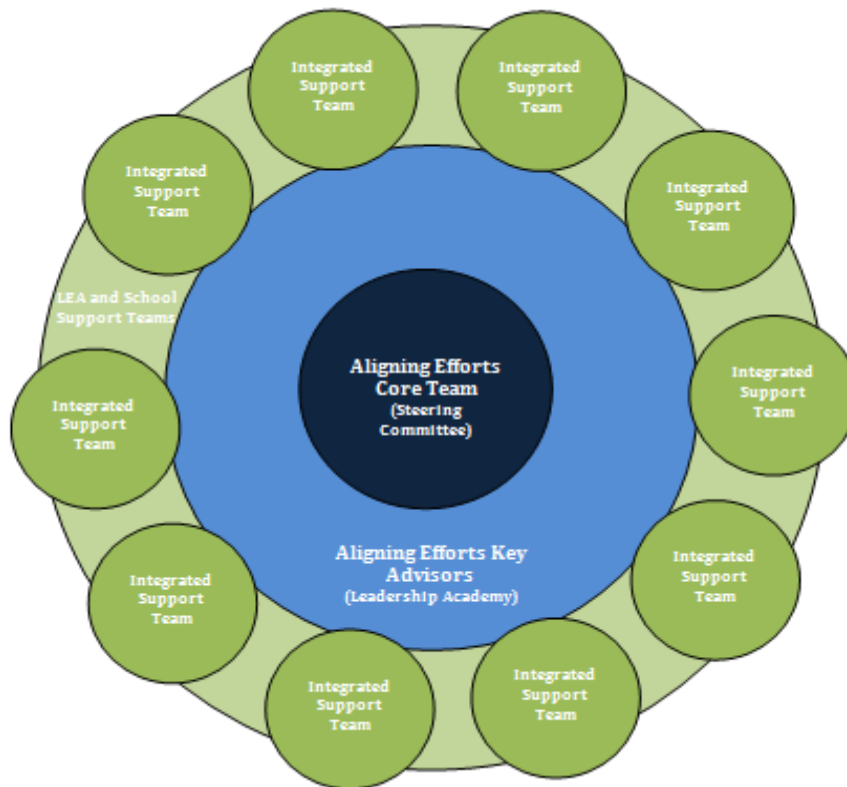 Integrated
Support
Team
Integrated
Support
Team
Integrated
Support
Team
Integrated
Support
Team
LEA and School
Support Teams
Aligning Efforts
Core Team
(Steering
Committee)
Integrated
Support
Team
Integrated
Support
Team
Aligning Efforts Key
Advisors
(Leadership Academy)
Integrated
Support
Team
Integrated
Support
Team
Integrated
Support
Team
Integrated
Support
Team